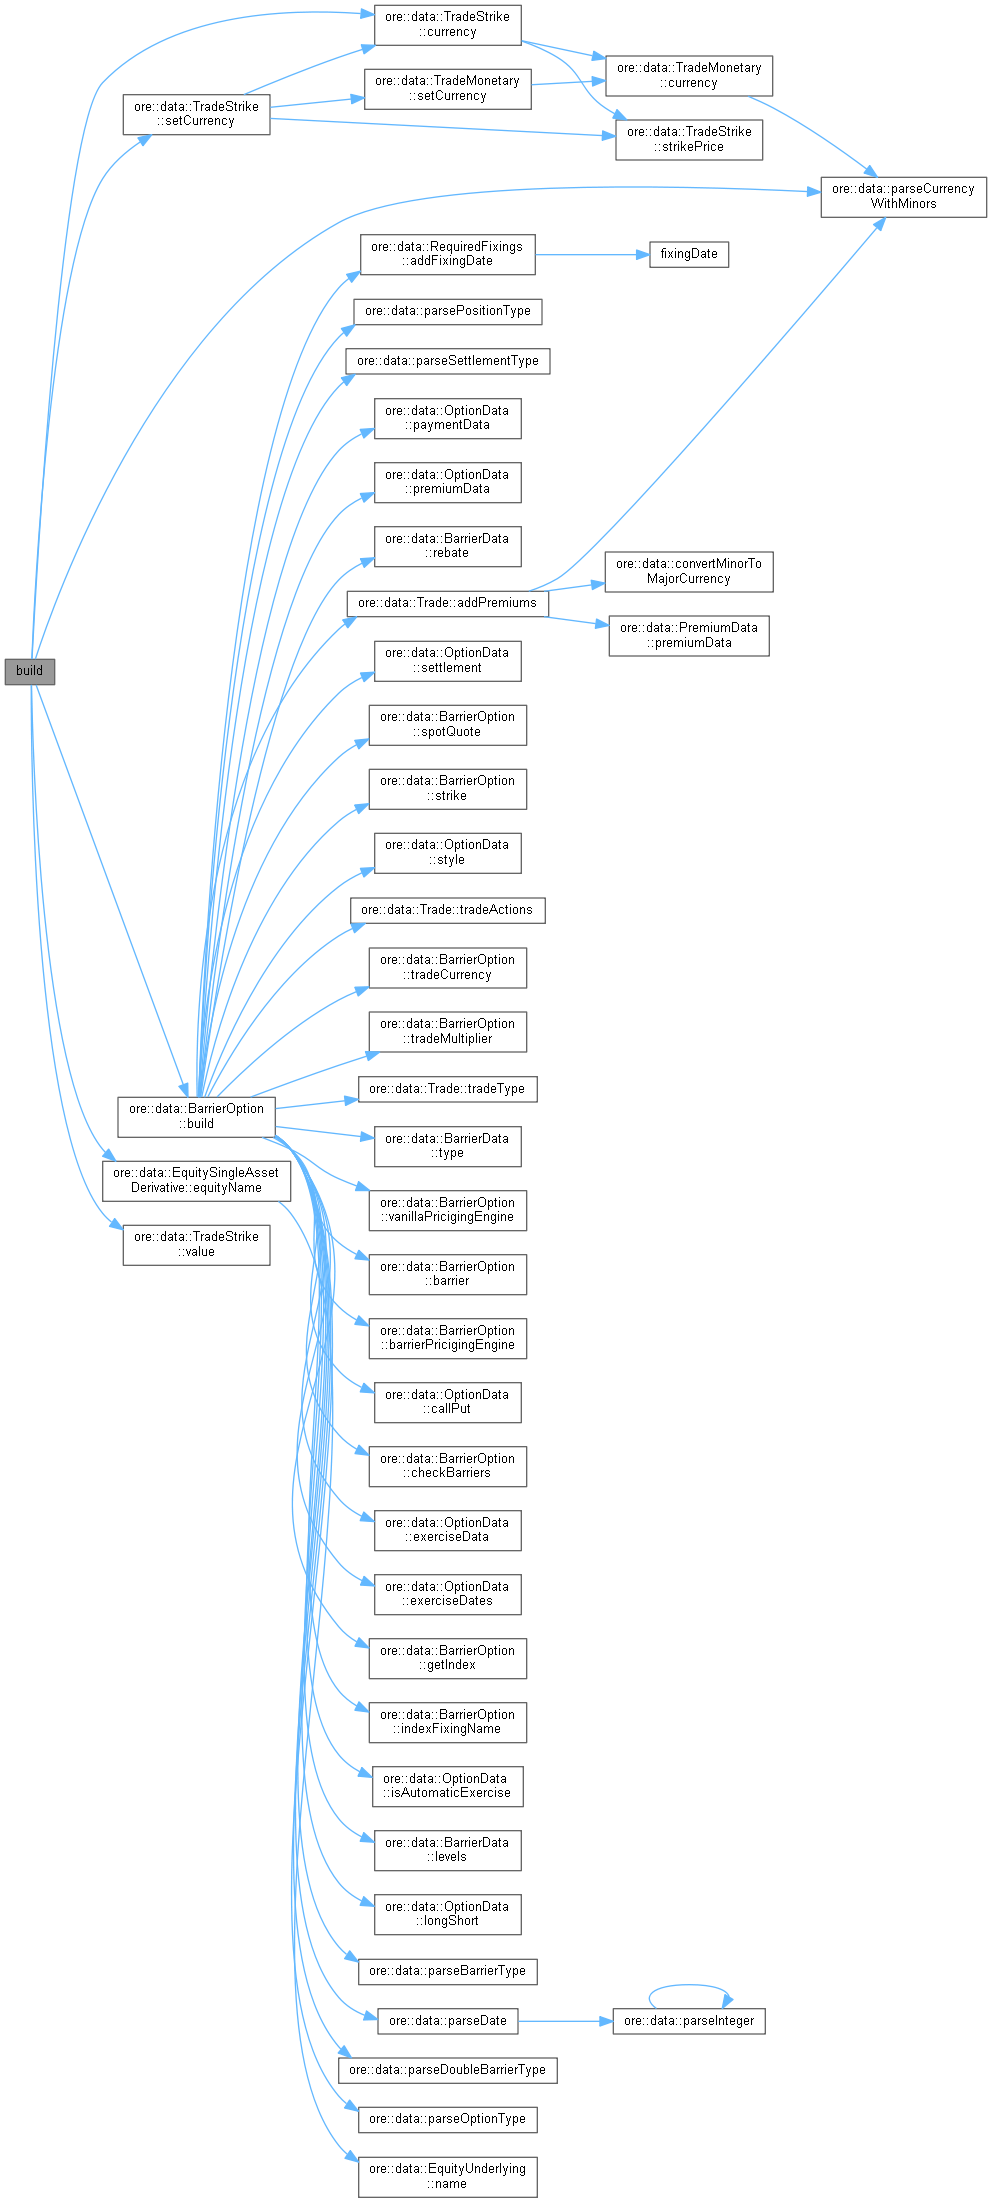 ore::data::TradeStrike
::currency
ore::data::TradeMonetary
::currency
ore::data::TradeMonetary
::setCurrency
ore::data::TradeStrike
::setCurrency
ore::data::TradeStrike
::strikePrice
ore::data::parseCurrency
WithMinors
ore::data::RequiredFixings
::addFixingDate
fixingDate
ore::data::parsePositionType
ore::data::parseSettlementType
ore::data::OptionData
::paymentData
ore::data::OptionData
::premiumData
ore::data::BarrierData
::rebate
ore::data::convertMinorTo
MajorCurrency
ore::data::Trade::addPremiums
ore::data::PremiumData
::premiumData
ore::data::OptionData
::settlement
build
ore::data::BarrierOption
::spotQuote
ore::data::BarrierOption
::strike
ore::data::OptionData
::style
ore::data::Trade::tradeActions
ore::data::BarrierOption
::tradeCurrency
ore::data::BarrierOption
::tradeMultiplier
ore::data::Trade::tradeType
ore::data::BarrierOption
::build
ore::data::BarrierData
::type
ore::data::EquitySingleAsset
Derivative::equityName
ore::data::BarrierOption
::vanillaPricigingEngine
ore::data::TradeStrike
::value
ore::data::BarrierOption
::barrier
ore::data::BarrierOption
::barrierPricigingEngine
ore::data::OptionData
::callPut
ore::data::BarrierOption
::checkBarriers
ore::data::OptionData
::exerciseData
ore::data::OptionData
::exerciseDates
ore::data::BarrierOption
::getIndex
ore::data::BarrierOption
::indexFixingName
ore::data::OptionData
::isAutomaticExercise
ore::data::BarrierData
::levels
ore::data::OptionData
::longShort
ore::data::parseBarrierType
ore::data::parseDate
ore::data::parseInteger
ore::data::parseDoubleBarrierType
ore::data::parseOptionType
ore::data::EquityUnderlying
::name